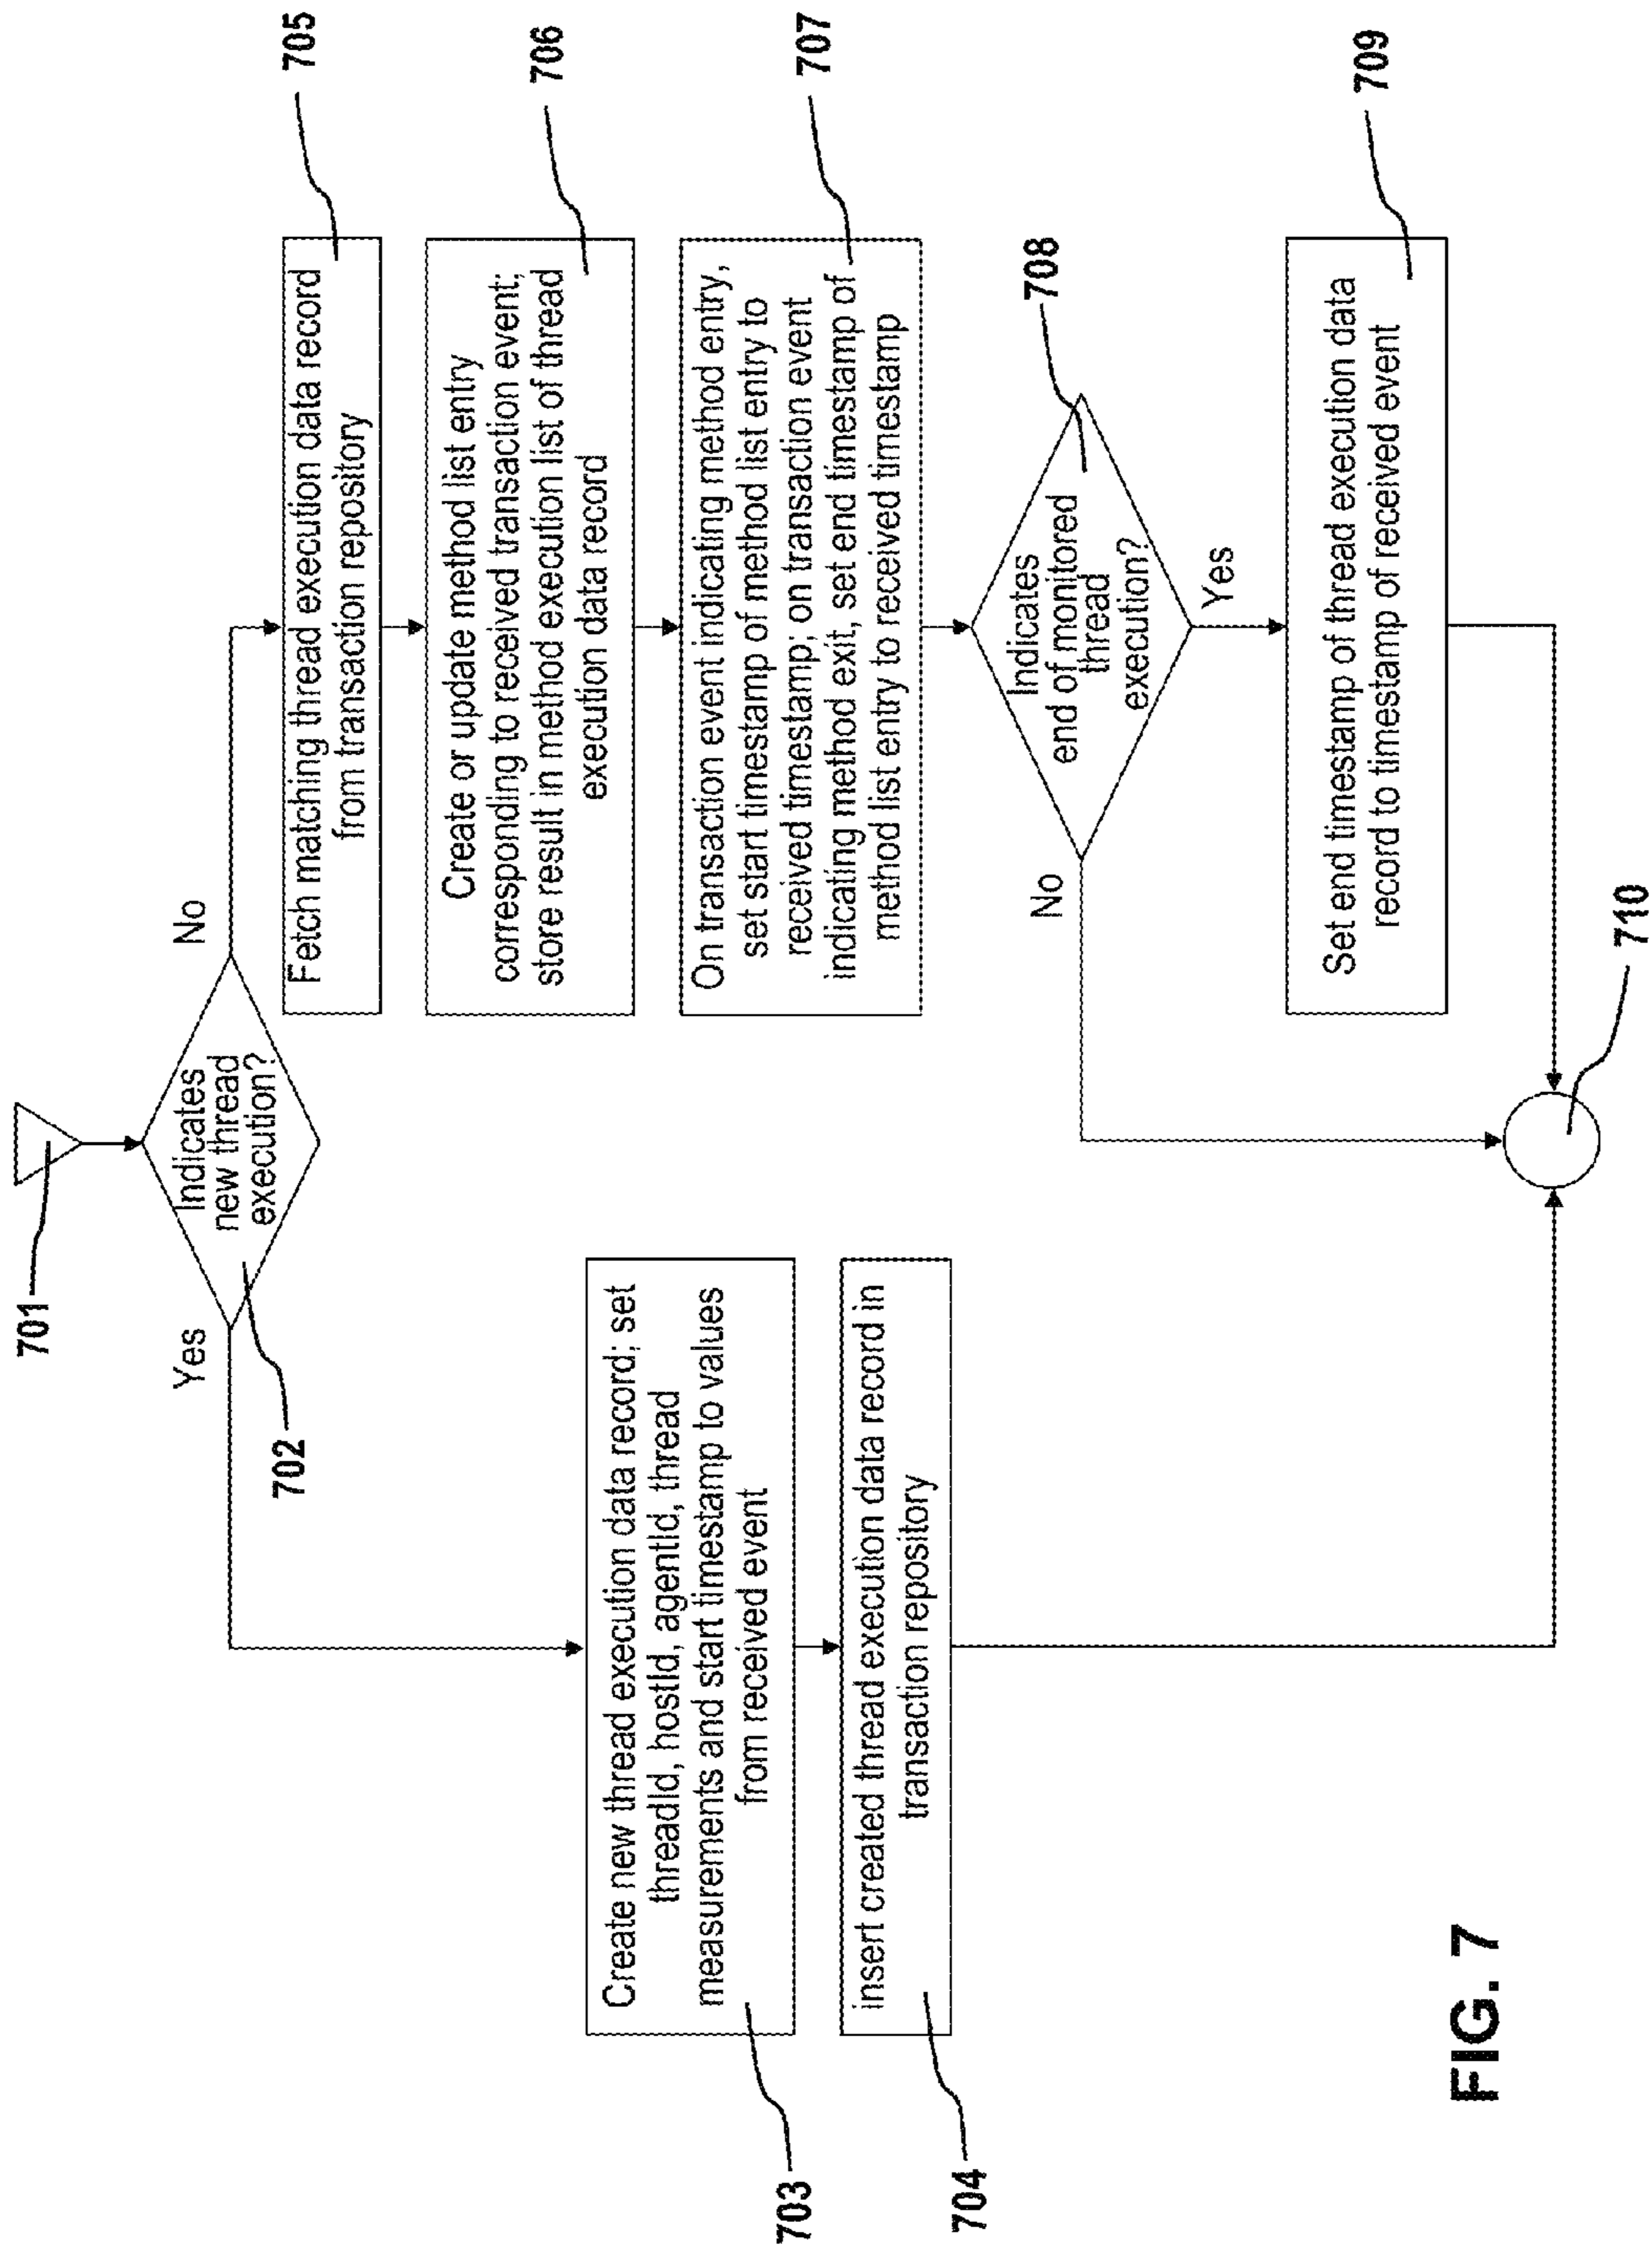 701
Indicates
new thread
execution?
702
Yes
No
Create new thread execution data record; set
threadId, hostId, agentId, thread
measurements and start timestamp to values
from received event
703
insert created thread execution data record in
transaction repository
704
Fetch matching thread execution data record
from transaction repository
705
Create or update method list entry
corresponding to received transaction event;
store result in method execution list of thread
execution data record
706
On transaction event indicating method entry,
set start timestamp of method list entry to
received timestamp; on transaction event
indicating method exit, set end timestamp of
method list entry to received timestamp
707
Indicates
end of monitored
thread
execution?
708
No
Yes
Set end timestamp of thread execution data
record to timestamp of received event
709
710
FIG. 7